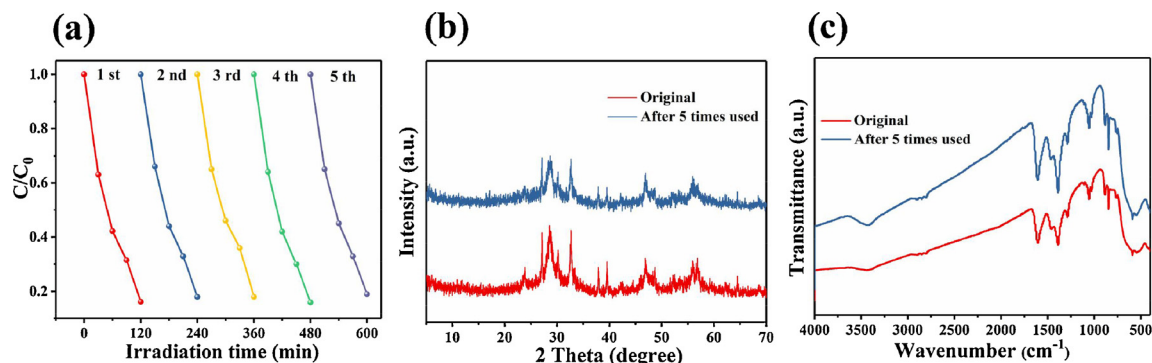 (a)
1 st 2 nd 3 rd 4 th 5 th
1.0
0.8
0.6
0.4
0.2
C/C0
0 120 240 360 480 600
Irradiation time (min)
(b)
Original
After 5 times used
Intensity (a.u.)
10 20 30 40 50 60 70
2 Theta (degree)
(c)
Original
After 5 times used
Transmittance (a.u.)
4000 3500 3000 2500 2000 1500 1000 500
Wavenumber (cm-1)